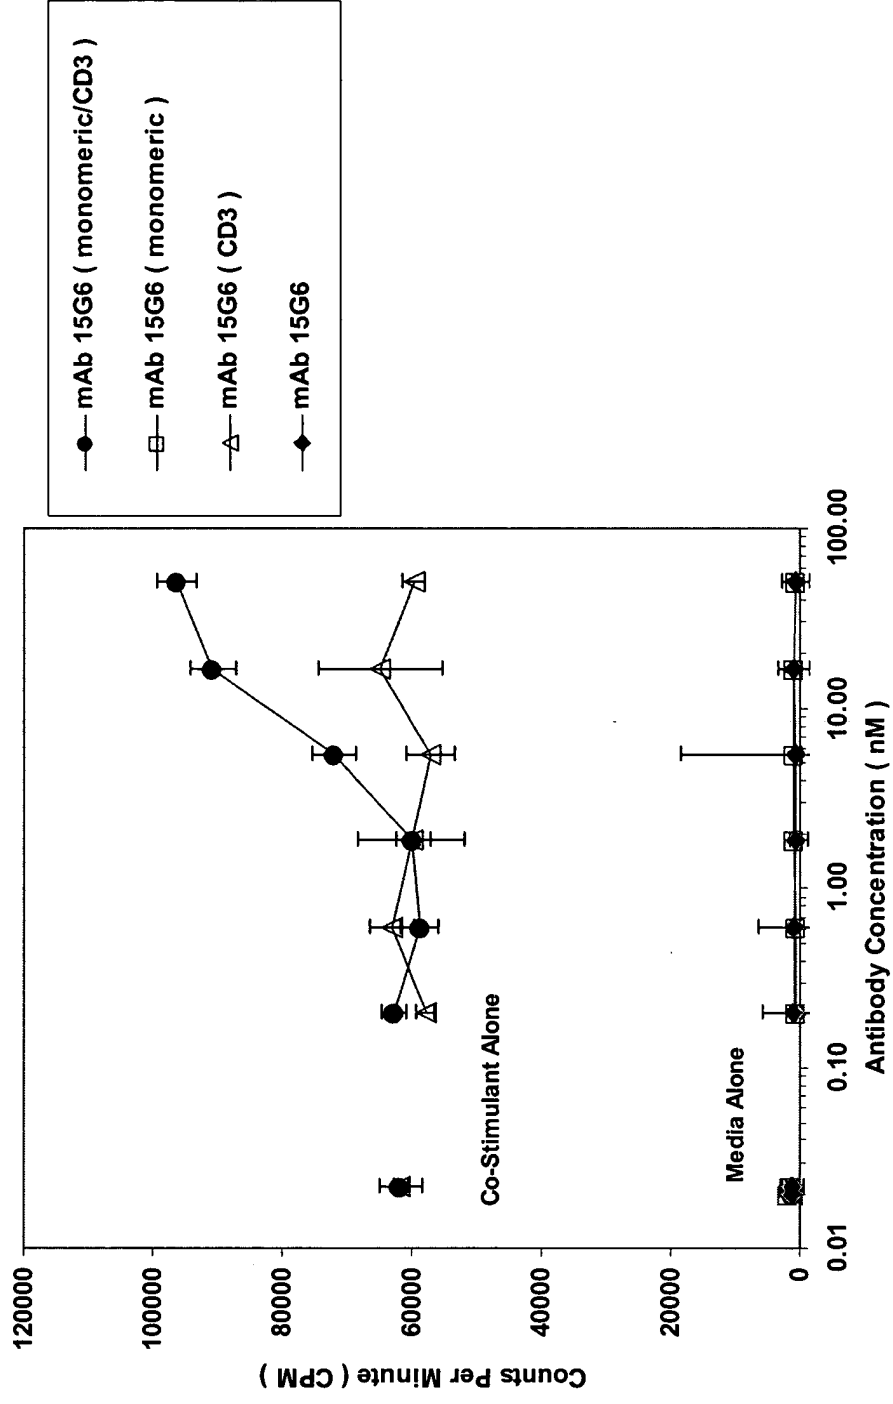 mAb 15G6 ( monomeric/CD3 )
mAb 15G6 ( monomeric )
mAb 15G6 ( CD3 )
mAb 15G6
120000
100000
80000
60000
40000
20000
0
Counts Per Minute ( CPM )
Co-Stimulant Alone
Media Alone
0.01
0.10
1.00
10.00
100.00
Antibody Concentration ( nM )